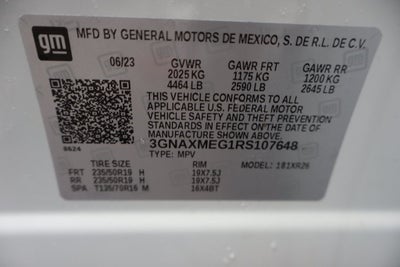 gm
MFD BY GENERAL MOTORS DE MEXICO, S. DE R.L. DE C.V.
06/23 GVWR GAWR FRT GAWR RR
2025 KG 1175 KG 1200 KG
4464 LB 2590 LB 2645 LB
THIS VEHICLE CONFORMS TO ALL
APPLICABLE U.S. FEDERAL MOTOR
VEHICLE SAFETY AND THEFT PREVENTION
STANDARDS IN EFFECT ON THE DATE OF
MANUFACTURE SHOWN ABOVE.
8624 3GNAXMEG1RS107648
TYPE: MPV MODEL: 1B1XR26
TIRE SIZE RIM
FRT 235/50R19 H 19X7.5J
RR 235/50R19 H 19X7.5J
SPA T135/70R16 M 16X4BT